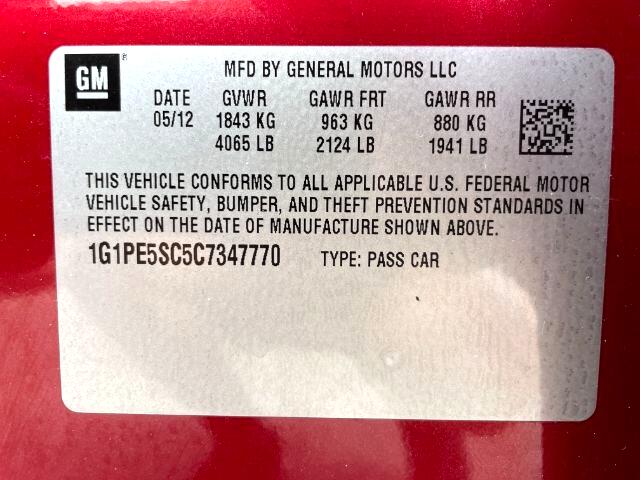 GM®
MFD BY GENERAL MOTORS LLC
DATE GVWR GAWR FRT GAWR RR
05/12 1843 KG 963 KG 880 KG
4065 LB 2124 LB 1941 LB
THIS VEHICLE CONFORMS TO ALL APPLICABLE U.S. FEDERAL MOTOR
VEHICLE SAFETY, BUMPER, AND THEFT PREVENTION STANDARDS IN
EFFECT ON THE DATE OF MANUFACTURE SHOWN ABOVE.
1G1PE5SC5C7347770 TYPE: PASS CAR